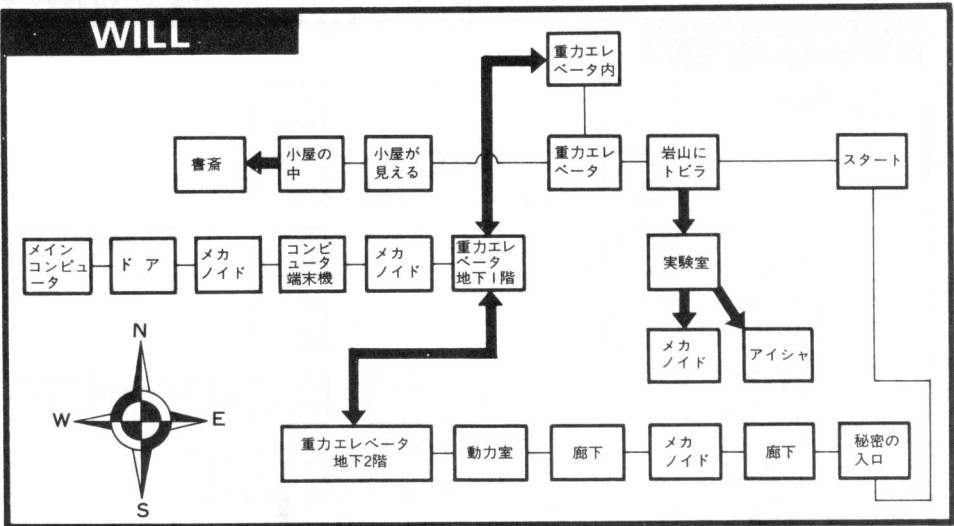 WILL
重力エレ
ベータ内
書斎
小屋の
中
小屋が
見える
重力エレ
ベータ
岩山に
トビラ
スタート
メイン
コンピュ
ータ
ドア
メカ
ノイド
コンピ
ュータ
端末機
メカ
ノイド
重力エレ
ベータ
地下1階
実験室
メカ
ノイド
アイシャ
N
W
E
S
重力エレベータ
地下2階
動力室
廊下
メカ
ノイド
廊下
秘密の
入口